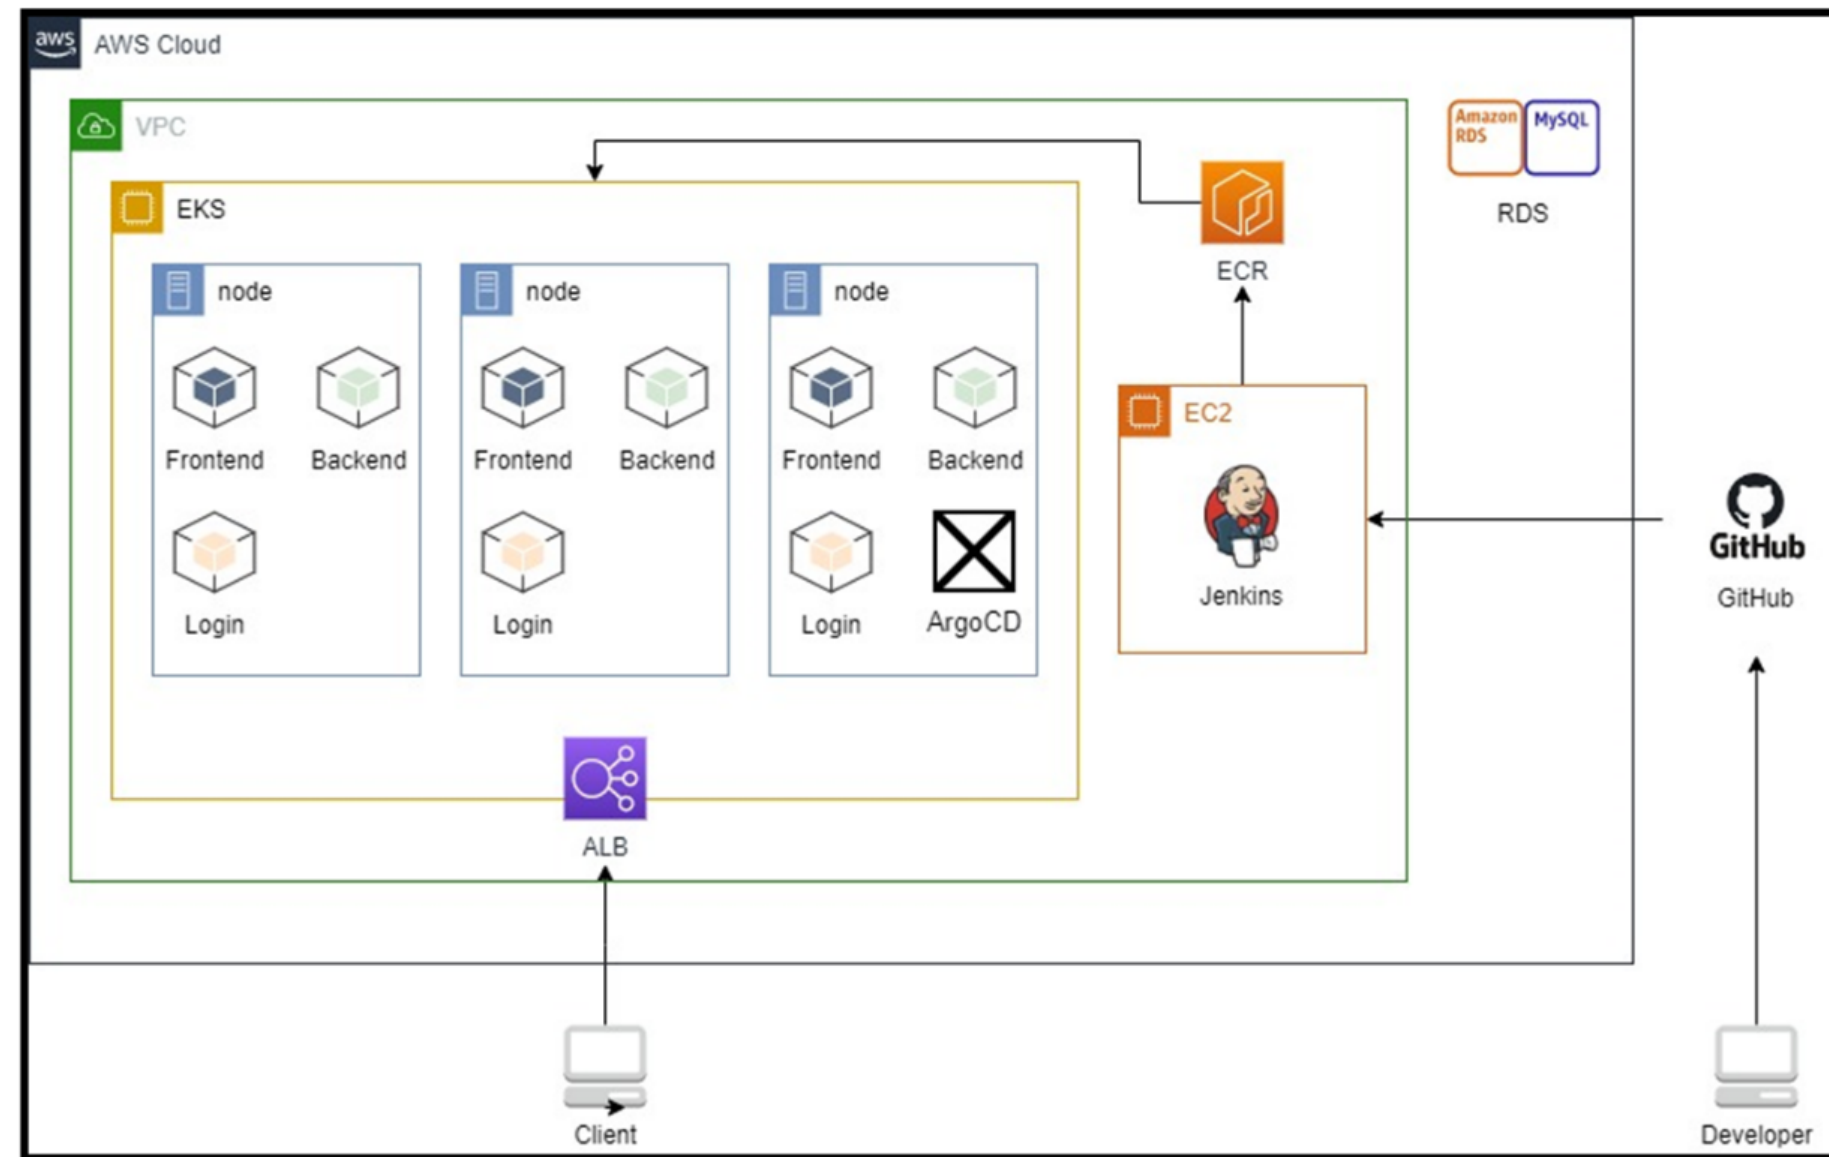 aws
AWS Cloud
VPC
Amazon
RDS
MySQL
RDS
EKS
ECR
node
node
node
Frontend
Backend
Frontend
Backend
Frontend
Backend
EC2
Login
Login
Login
ArgoCD
Jenkins
GitHub
GitHub
ALB
Client
Developer